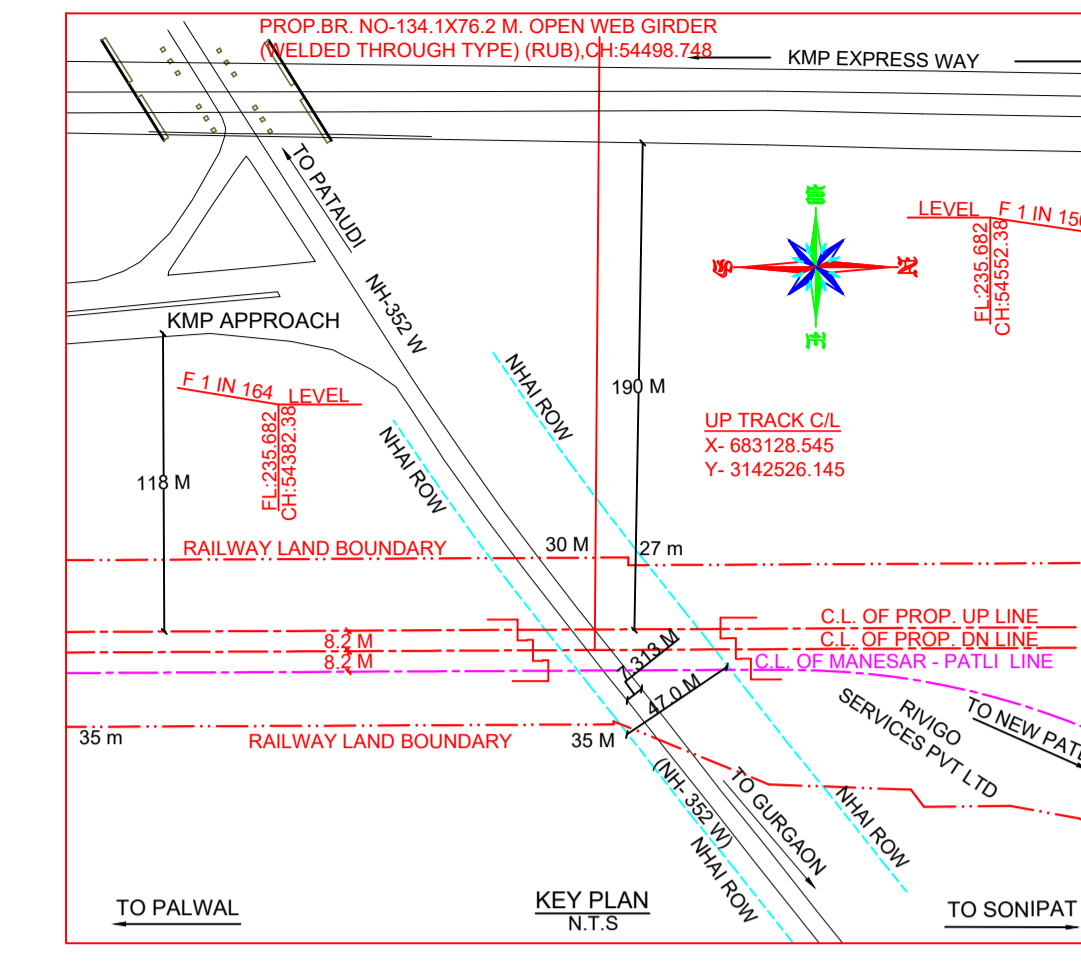 PROP.BR. NO-134.1X76.2 M. OPEN WEB GIRDER
(WELDED THROUGH TYPE) (RUB),CH:54498.748
KMP EXPRESS WAY
TO PATAUDI
NH-352 W
KMP APPROACH
W
S
N
E
LEVEL
F 1 IN 150
FL:235.682
CH:54552.38
F 1 IN 164
LEVEL
FL:235.682
CH:54382.38
NHAI ROW
NHAI ROW
190 M
118 M
UP TRACK C/L
X- 683128.545
Y- 3142526.145
RAILWAY LAND BOUNDARY
30 M
27 m
C.L. OF PROP. UP LINE
8.2 M
C.L. OF PROP. DN LINE
8.2 M
C.L. OF MANESAR - PATLI LINE
7.313 M
47.0 M
35 m
RAILWAY LAND BOUNDARY
35 M
RIVIGO
SERVICES PVT LTD
TO NEW PATL
(NH- 352 W)
TO GURGAON
NHAI ROW
NHAI ROW
TO PALWAL
KEY PLAN
N.T.S
TO SONIPAT